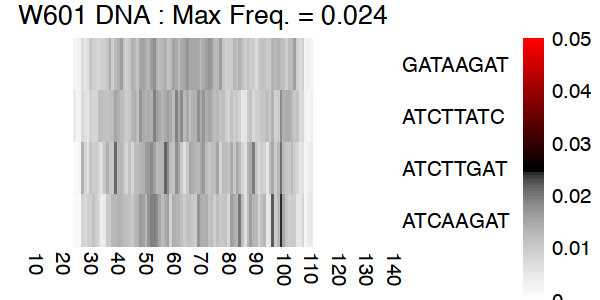 W601 DNA : Max Freq. = 0.024
GATAAGAT
ATCTTATC
ATCTTGAT
ATCAAGAT
0.05
0.04
0.03
0.02
0.01
10 20 30 40 50 60 70 80 90 100 110 120 130 140